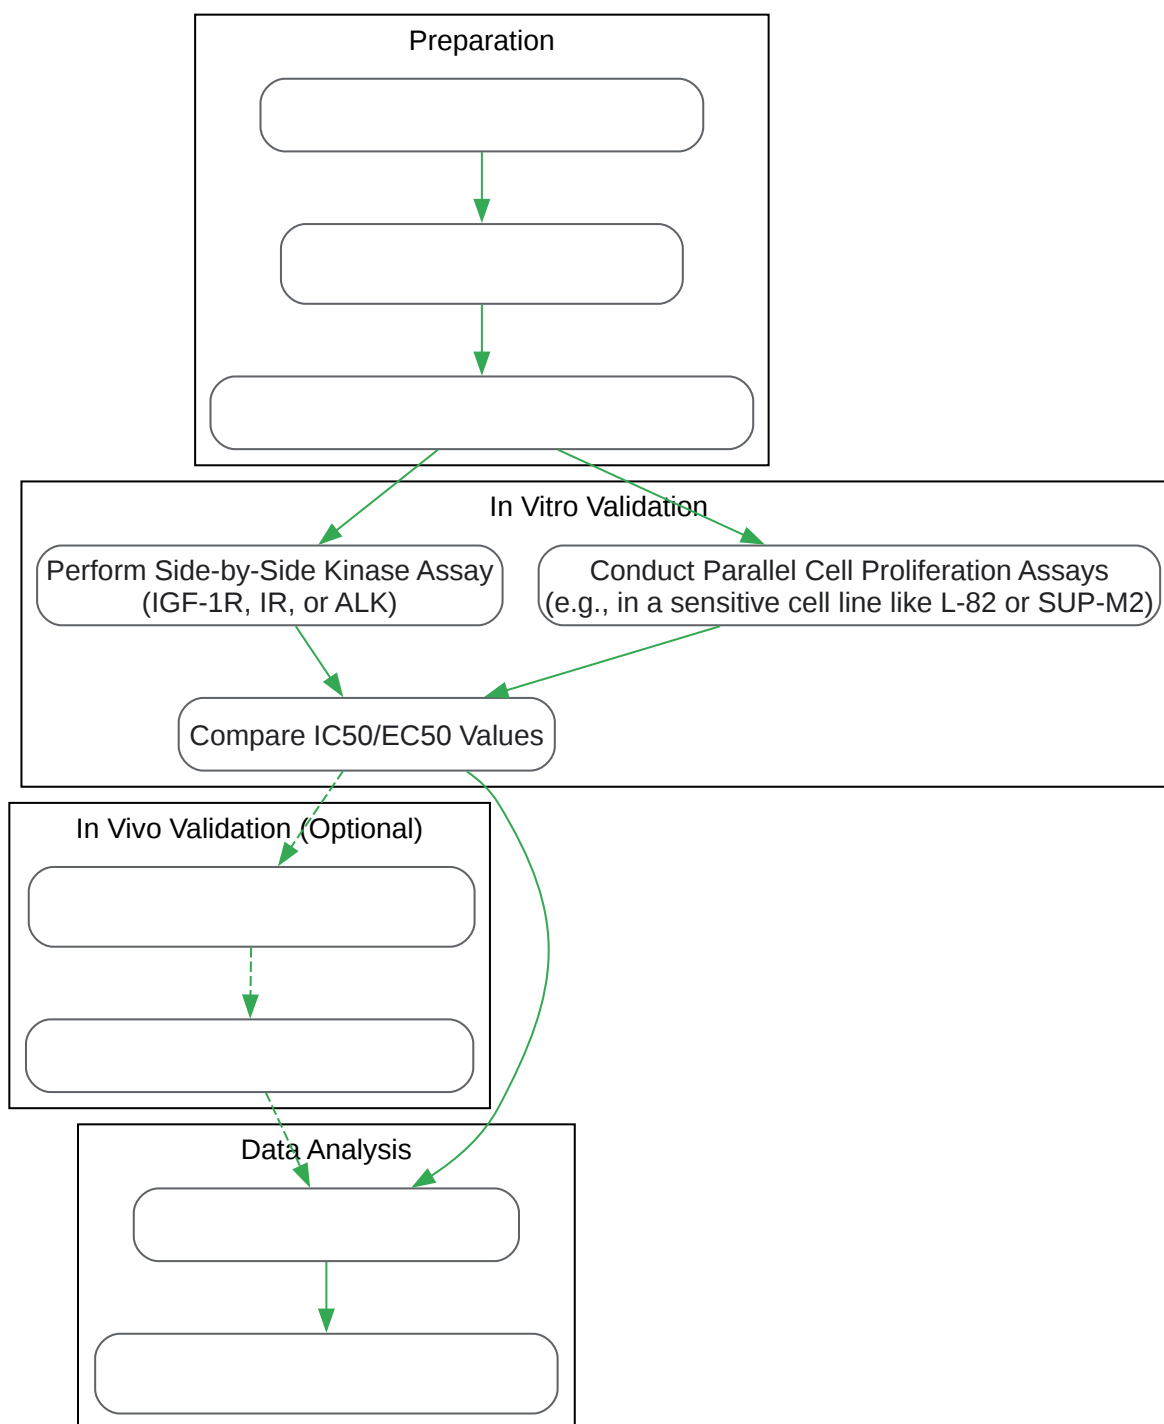 Preparation
In Vitro Validation
Perform Side-by-Side Kinase Assay
(IGF-1R, IR, or ALK)
Conduct Parallel Cell Proliferation Assays
(e.g., in a sensitive cell line like L-82 or SUP-M2)
Compare IC50/EC50 Values
In Vivo Validation (Optional)
Data Analysis